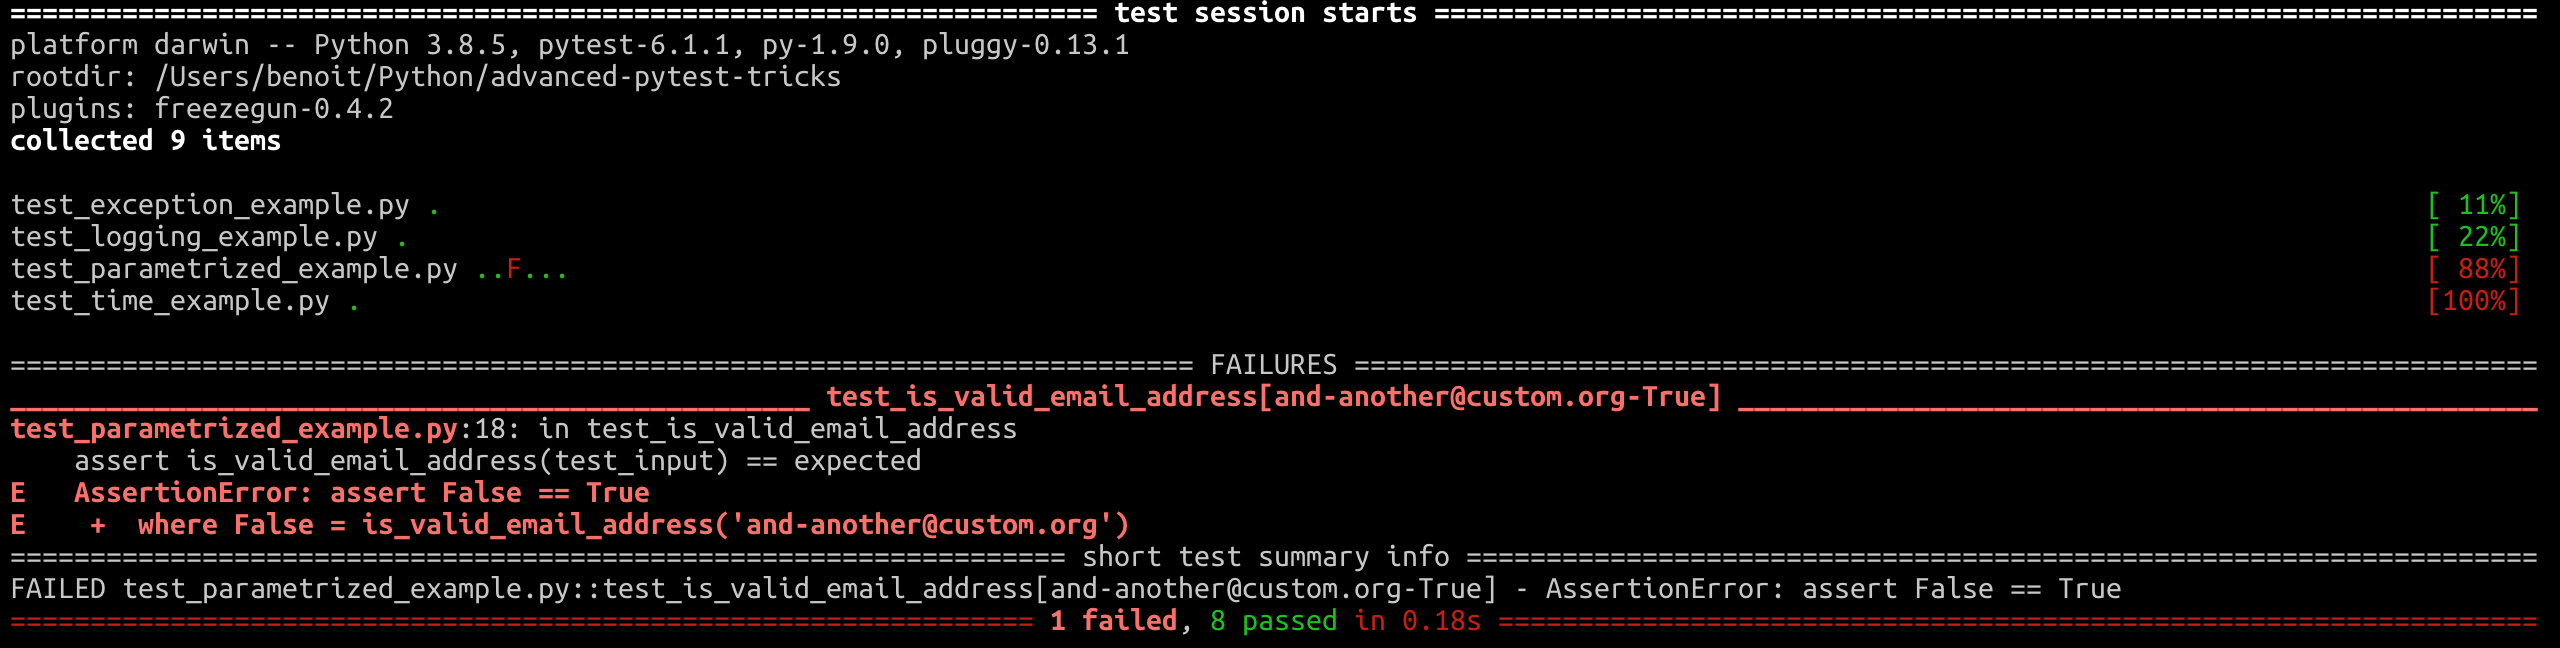 ==================================================================== test session starts =====================================================================
platform darwin -- Python 3.8.5, pytest-6.1.1, py-1.9.0, pluggy-0.13.1
rootdir: /Users/benoit/Python/advanced-pytest-tricks
plugins: freezegun-0.4.2
collected 9 items
test_exception_example.py . [ 11%]
test_logging_example.py . [ 22%]
test_parametrized_example.py ..F... [ 88%]
test_time_example.py . [100%]
========================================================================== FAILURES ==========================================================================
__________________________________________________ test_is_valid_email_address[and-another@custom.org-True] __________________________________________________
test_parametrized_example.py:18: in test_is_valid_email_address
    assert is_valid_email_address(test_input) == expected
E   AssertionError: assert False == True
E    +  where False = is_valid_email_address('and-another@custom.org')
================================================================== short test summary info ===================================================================
FAILED test_parametrized_example.py::test_is_valid_email_address[and-another@custom.org-True] - AssertionError: assert False == True
================================================================ 1 failed, 8 passed in 0.18s =================================================================